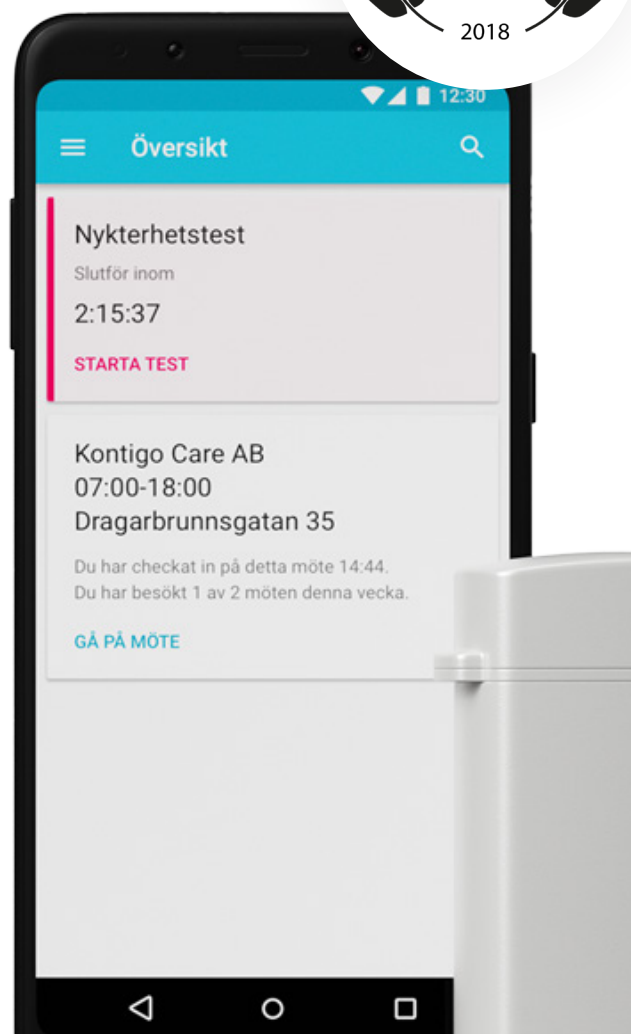 2018
12:30
Översikt
Nykterhetstest
Slutför inom
2:15:37
STARTA TEST
Kontigo Care AB
07:00-18:00
Dragarbrunnsgatan 35
Du har checkat in på detta möte 14:44.
Du har besökt 1 av 2 möten denna vecka.
GÅ PÅ MÖTE